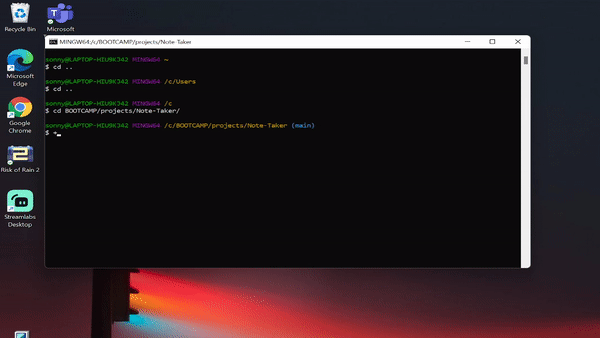 Recycle Bin
Microsoft
Microsoft
Edge
Google
Chrome
Risk of Rain 2
Streamlabs
Desktop
MINGW64:/c/BOOTCAMP/projects/Note-Taker
sonny@LAPTOP-HIU8K342 MINGW64 ~
$ cd ..
sonny@LAPTOP-HIU8K342 MINGW64 /c/Users
$ cd ..
sonny@LAPTOP-HIU8K342 MINGW64 /c
$ cd BOOTCAMP/projects/Note-Taker/
sonny@LAPTOP-HIU8K342 MINGW64 /c/BOOTCAMP/projects/Note-Taker (main)
$